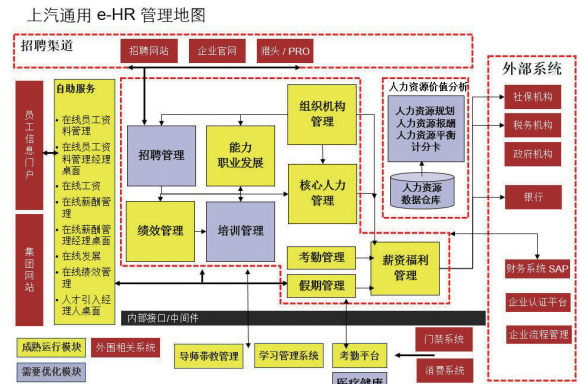 上汽通用 e-HR 管理地图
招聘渠道
招聘网站
企业官网
猎头 / PRO
外部系统
员工信息门户
集团网站
自助服务
• 在线员工资
料管理
• 在线员工资
料管理经理
桌面
• 在线工资
• 在线薪酬管
理
• 在线薪酬管
理经理桌面
• 在线发展
• 在线绩效管
理
• 人才引入经
理人桌面
招聘管理
能力
职业发展
组织机构
管理
核心人力
管理
绩效管理
培训管理
考勤管理
假期管理
薪资福利
管理
人力资源价值分析
人力资源规划
人力资源报酬
人力资源平衡
计分卡
人力资源
数据仓库
社保机构
税务机构
政府机构
银行
财务系统 SAP
企业认证平台
企业流程管理
内部接口/中间件
成熟运行模块
外围相关系统
需要优化模块
导师带教管理
学习管理系统
考勤平台
门禁系统
消费系统
医疗健康